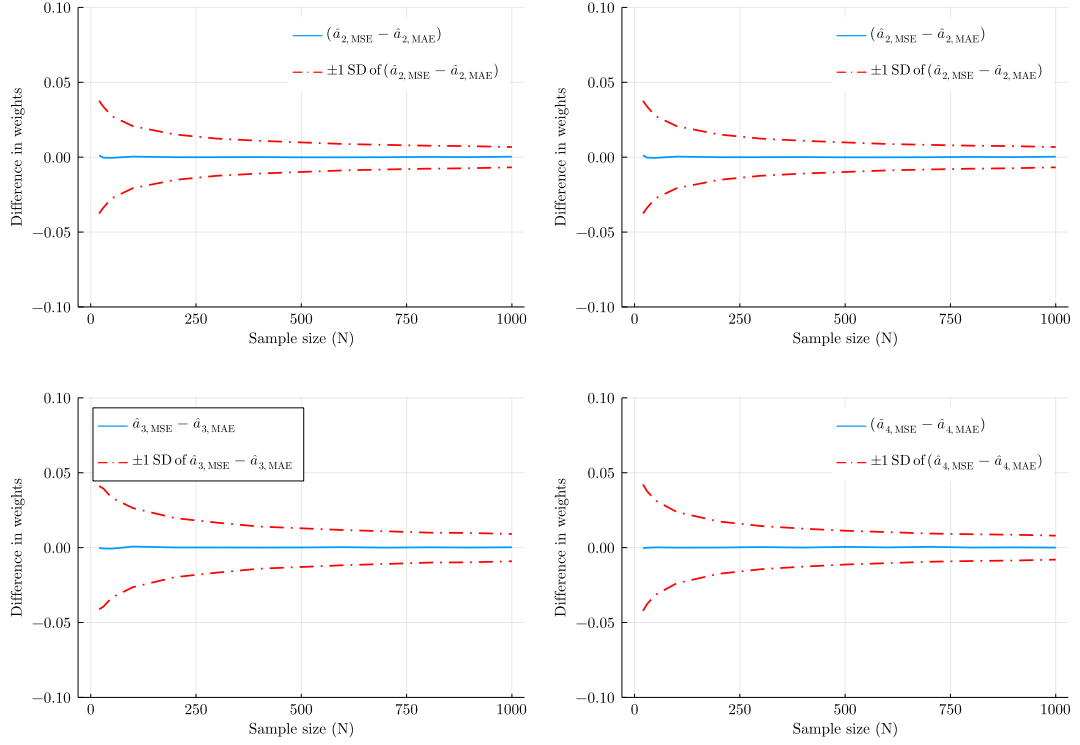 0.10
0.05
0.00
−0.05
−0.10
Difference in weights
(â₂,MSE − â₂,MAE)
±1 SD of (â₂,MSE − â₂,MAE)
0 250 500 750 1000
Sample size (N)
0.10
0.05
0.00
−0.05
−0.10
Difference in weights
(â₂,MSE − â₂,MAE)
±1 SD of (â₂,MSE − â₂,MAE)
0 250 500 750 1000
Sample size (N)
0.10
0.05
0.00
−0.05
−0.10
Difference in weights
â₃,MSE − â₃,MAE
±1 SD of â₃,MSE − â₃,MAE
0 250 500 750 1000
Sample size (N)
0.10
0.05
0.00
−0.05
−0.10
Difference in weights
(â₄,MSE − â₄,MAE)
±1 SD of (â₄,MSE − â₄,MAE)
0 250 500 750 1000
Sample size (N)